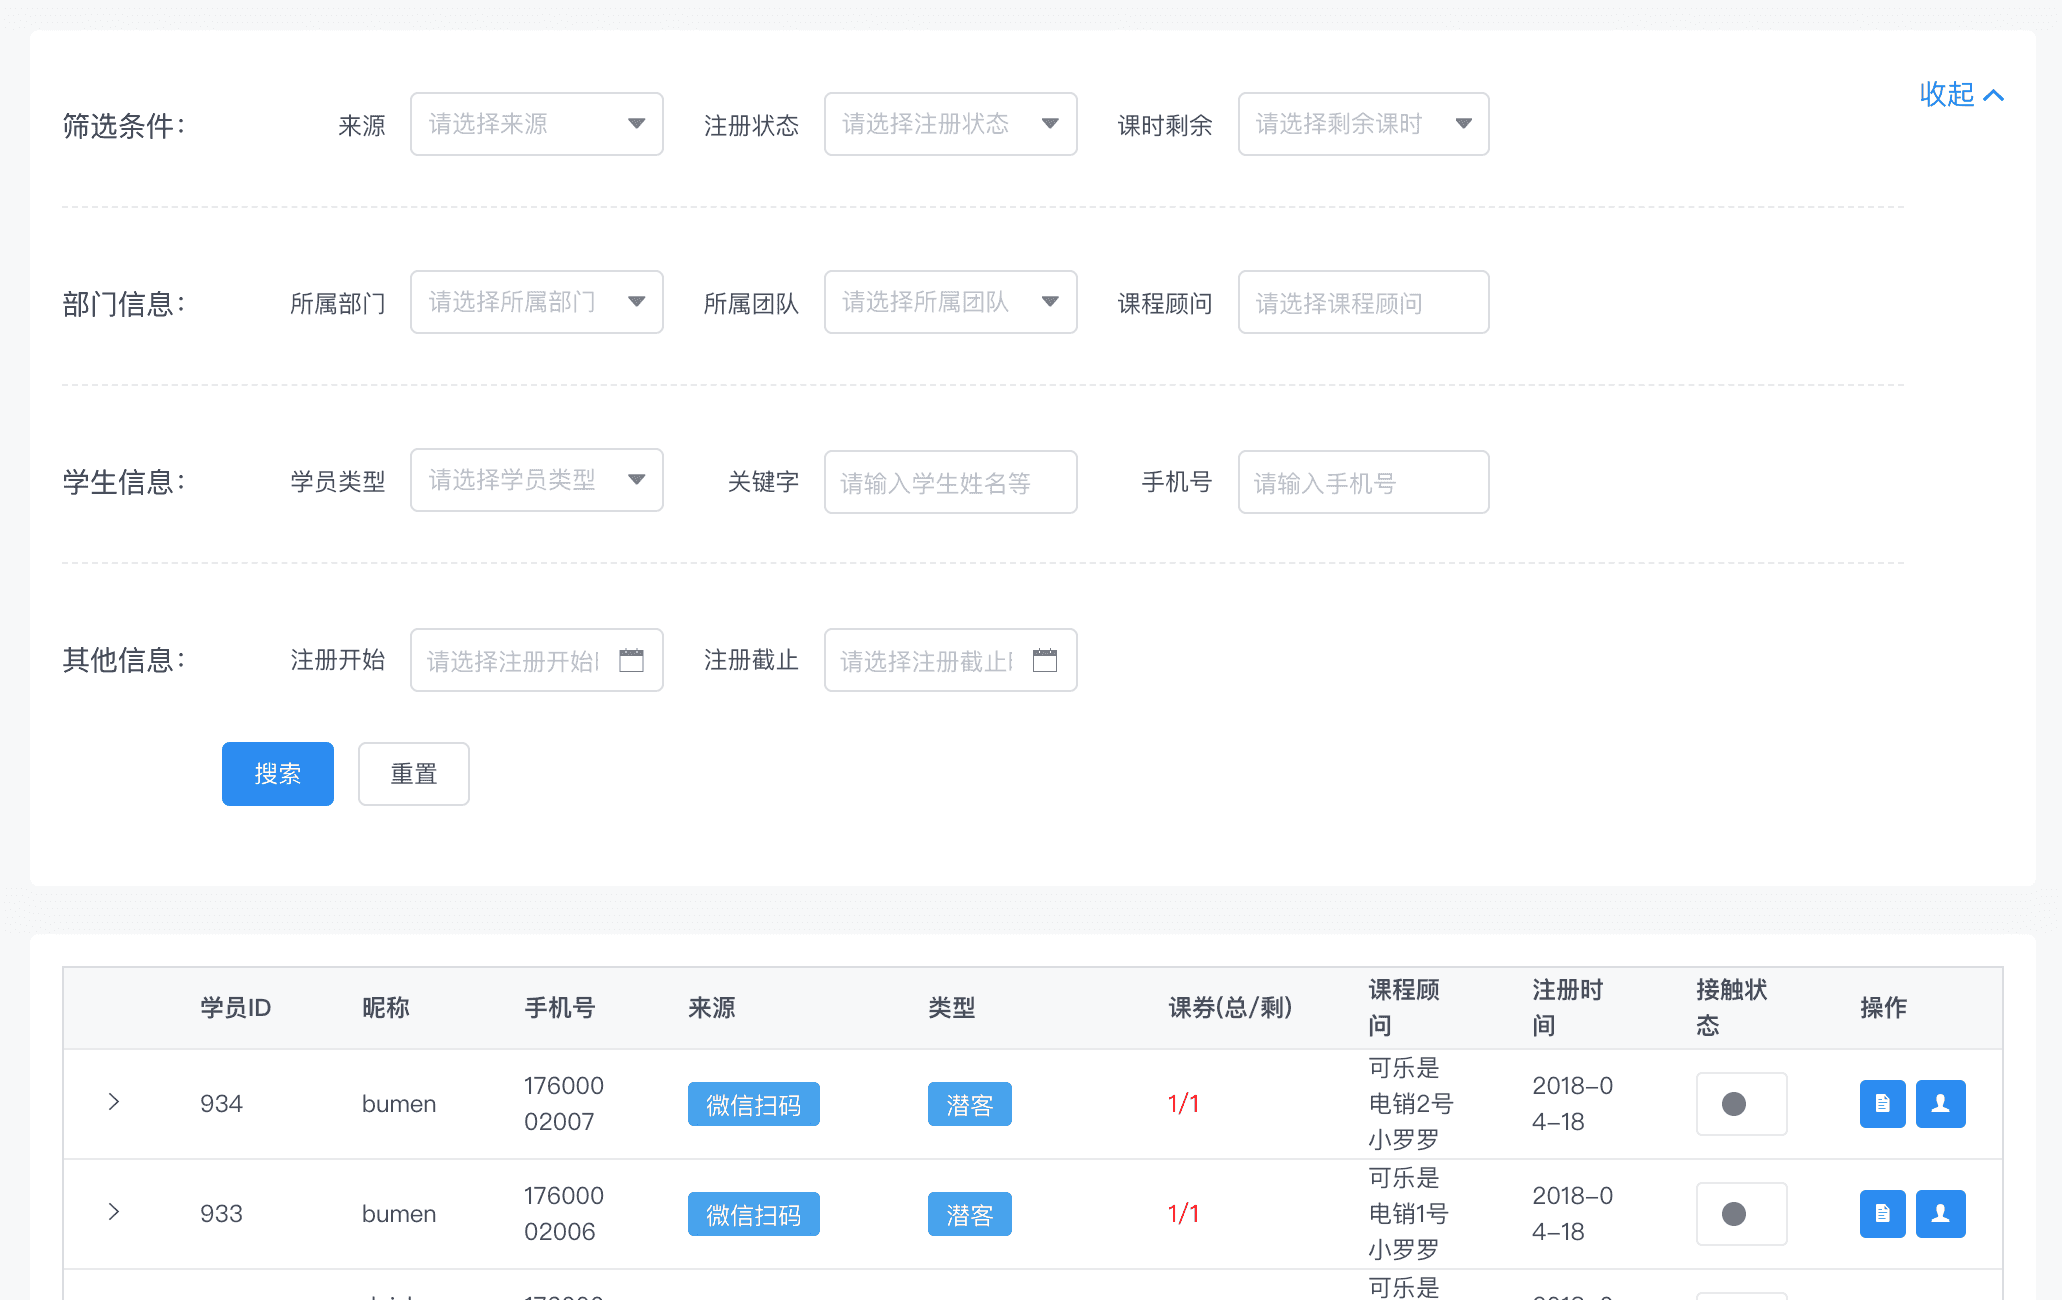 收起
筛选条件： 来源 请选择来源 注册状态 请选择注册状态 课时剩余 请选择剩余课时
部门信息： 所属部门 请选择所属部门 所属团队 请选择所属团队 课程顾问 请选择课程顾问
学生信息： 学员类型 请选择学员类型 关键字 请输入学生姓名等 手机号 请输入手机号
其他信息： 注册开始 请选择注册开始 注册截止 请选择注册截止
搜索 重置
学员ID 昵称 手机号 来源 类型 课券(总/剩) 课程顾问 注册时间 接触状态 操作
934 bumen 17600002007 微信扫码 潜客 1/1 可乐是电销2号小罗罗 2018-04-18
933 bumen 17600002006 微信扫码 潜客 1/1 可乐是电销1号小罗罗 2018-04-18
可乐是